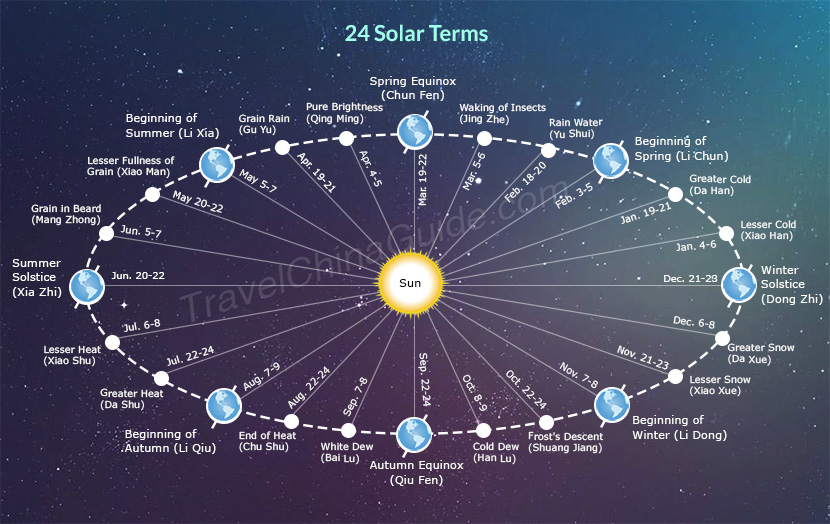 24 Solar Terms
Spring Equinox
(Chun Fen)
Pure Brightness
(Qing Ming)
Waking of Insects
(Jing Zhe)
Grain Rain
(Gu Yu)
Rain Water
(Yu Shui)
Beginning of
Summer (Li Xia)
Beginning of
Spring (Li Chun)
Lesser Fullness of
Grain (Xiao Man)
Greater Cold
(Da Han)
Grain in Beard
(Mang Zhong)
Lesser Cold
(Xiao Han)
Summer
Solstice
(Xia Zhi)
Winter
Solstice
(Dong Zhi)
May 5-7
Apr. 19-21
Apr. 4-5
Mar. 19-22
Mar. 5-6
Feb. 18-20
Feb. 3-5
May 20-22
Jan. 19-21
Jun. 5-7
Jan. 4-6
Jun. 20-22
Sun
Dec. 21-23
TravelChinaGuide.com
Jul. 6-8
Dec. 6-8
Jul. 22-24
Nov. 21-23
Aug. 7-9
Aug. 22-24
Sep. 7-8
Sep. 22-24
Oct. 8-9
Oct. 22-24
Nov. 7-8
Lesser Heat
(Xiao Shu)
Greater Snow
(Da Xue)
Greater Heat
(Da Shu)
Lesser Snow
(Xiao Xue)
Beginning of
Autumn (Li Qiu)
End of Heat
(Chu Shu)
White Dew
(Bai Lu)
Autumn Equinox
(Qiu Fen)
Cold Dew
(Han Lu)
Frost's Descent
(Shuang Jiang)
Beginning of
Winter (Li Dong)